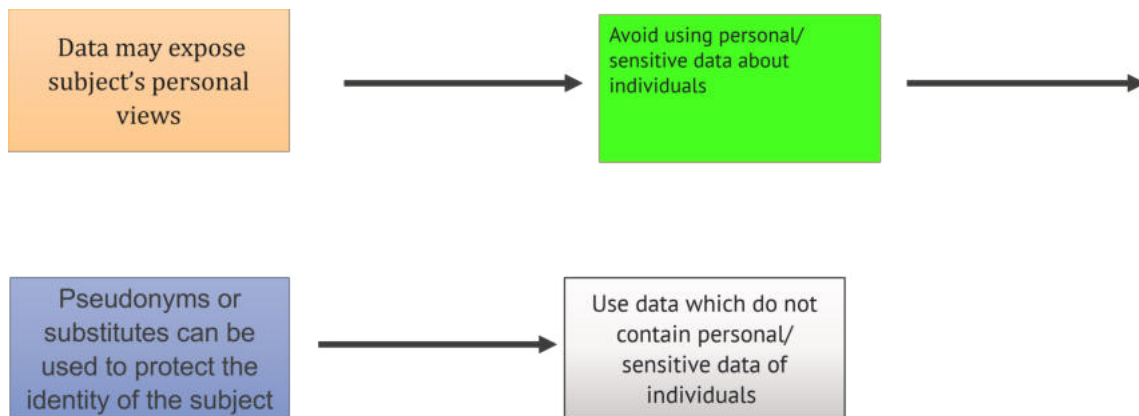 Data may expose
subject's personal
views
Avoid using personal/
sensitive data about
individuals
Pseudonyms or
substitutes can be
used to protect the
identity of the subject
Use data which do not
contain personal/
sensitive data of
individuals